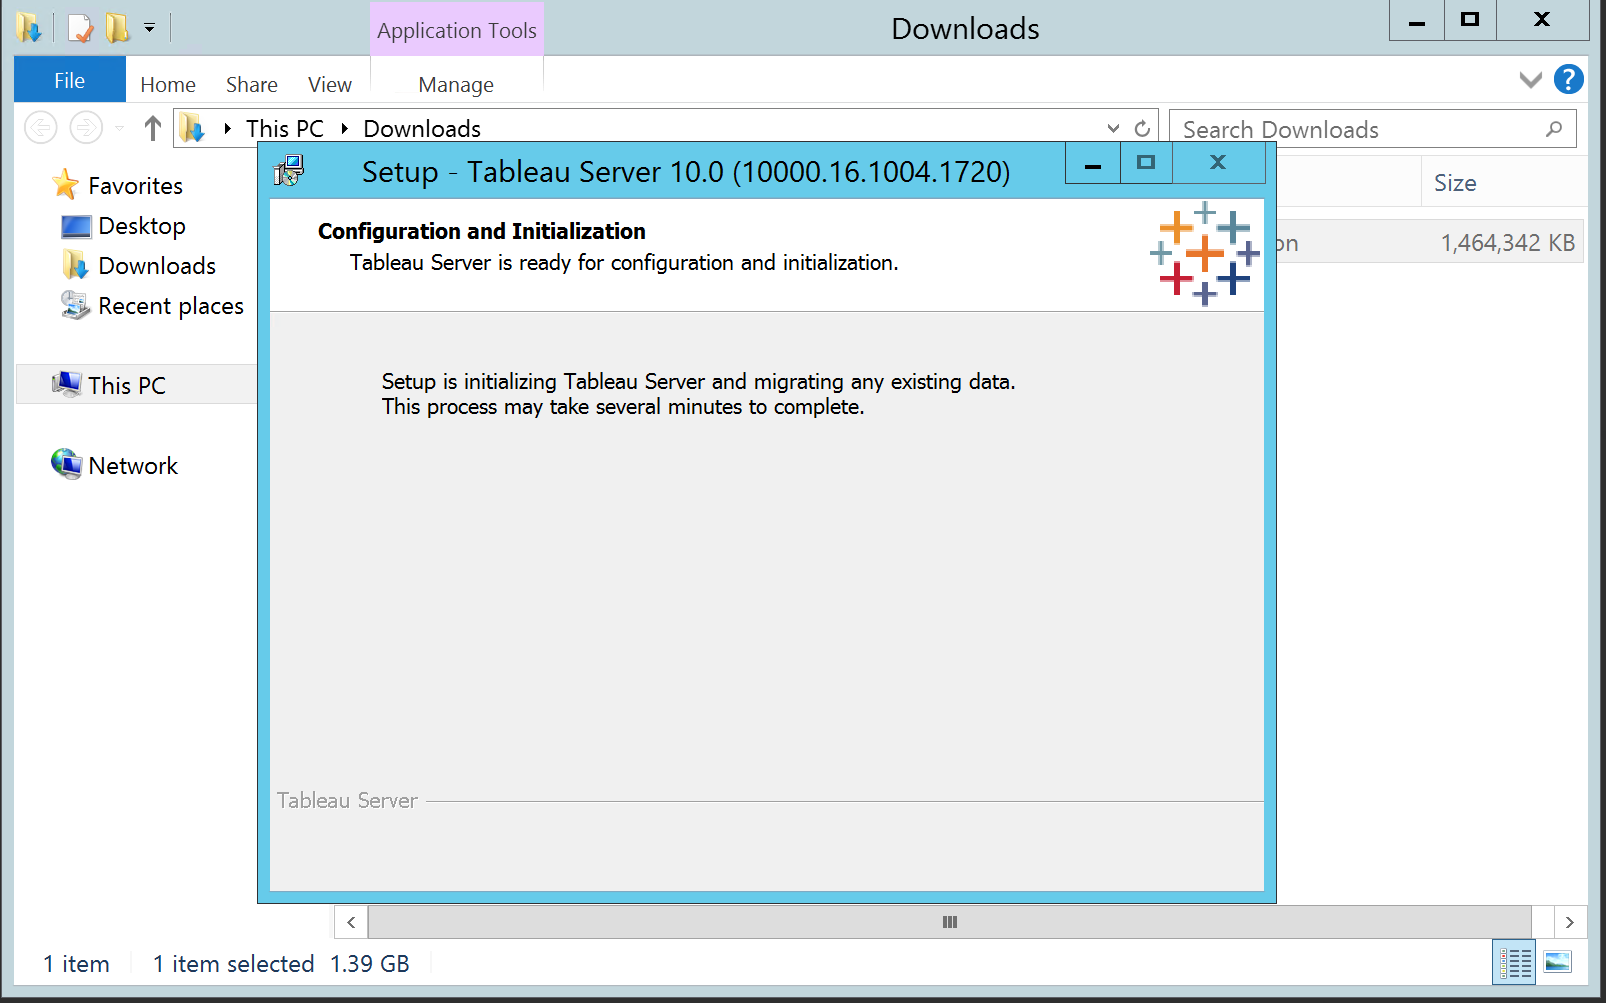 Application Tools
Downloads
File
Home
Share
View
Manage
?
This PC
Downloads
Search Downloads
Setup - Tableau Server 10.0 (10000.16.1004.1720)
Size
Favorites
Desktop
Downloads
Recent places
This PC
Network
Configuration and Initialization
Tableau Server is ready for configuration and initialization.
on
1,464,342 KB
Setup is initializing Tableau Server and migrating any existing data.
This process may take several minutes to complete.
Tableau Server
1 item
1 item selected 1.39 GB